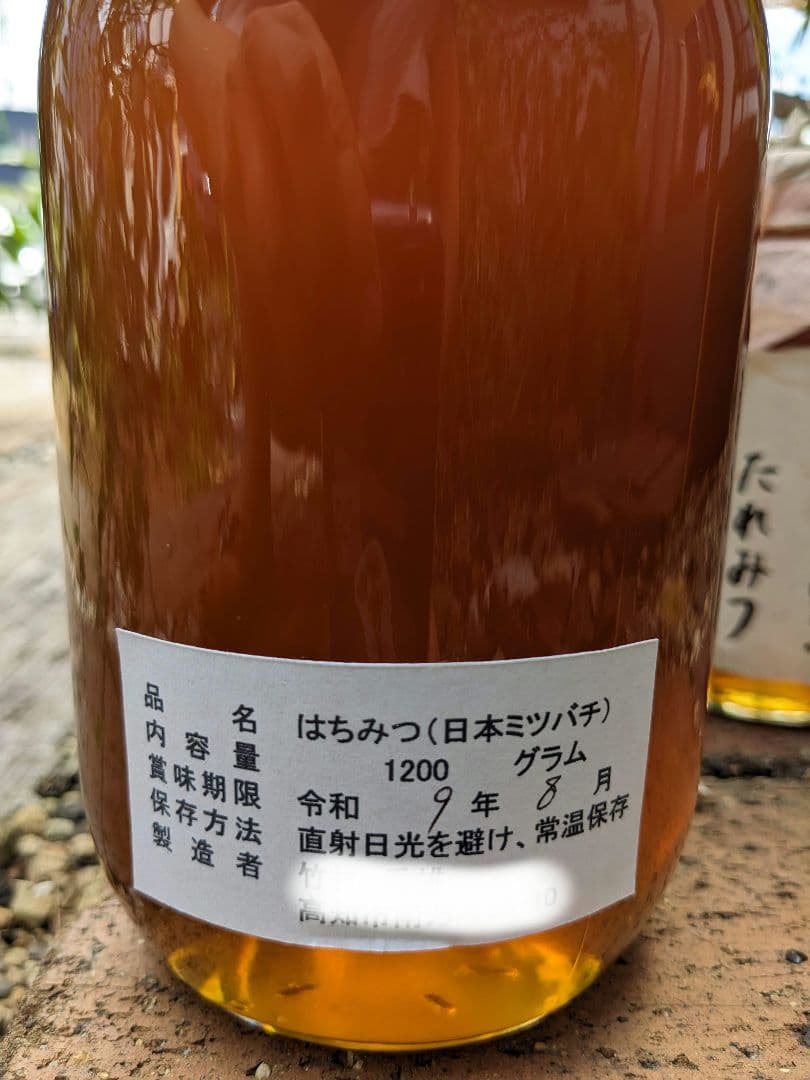 品名 はちみつ(日本ミツバチ)
内容量 1200 グラム
賞味期限 令和 9年 8月
保存方法 直射日光を避け、常温保存
製造者
たれみつ